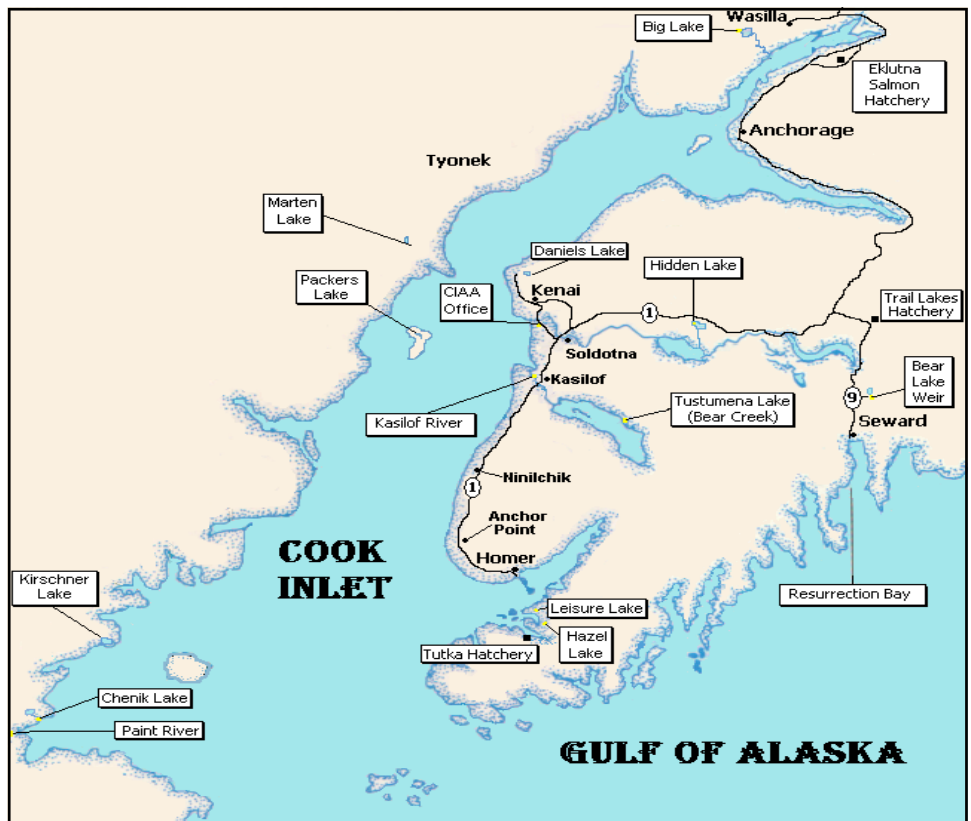 Wasilla
Big Lake
Eklutna
Salmon
Hatchery
Anchorage
Tyonek
Marten
Lake
Daniels Lake
Hidden Lake
Packers
Lake
CIAA
Office
Kenai
1
Trail Lakes
Hatchery
Soldotna
Kasilof
Bear
Lake
Weir
9
Kasilof River
Tustumena Lake
(Bear Creek)
Seward
Ninilchik
1
Anchor
Point
COOK
INLET
Homer
Kirschner
Lake
Resurrection Bay
Leisure Lake
Hazel
Lake
Tutka Hatchery
Chenik Lake
Paint River
GULF OF ALASKA